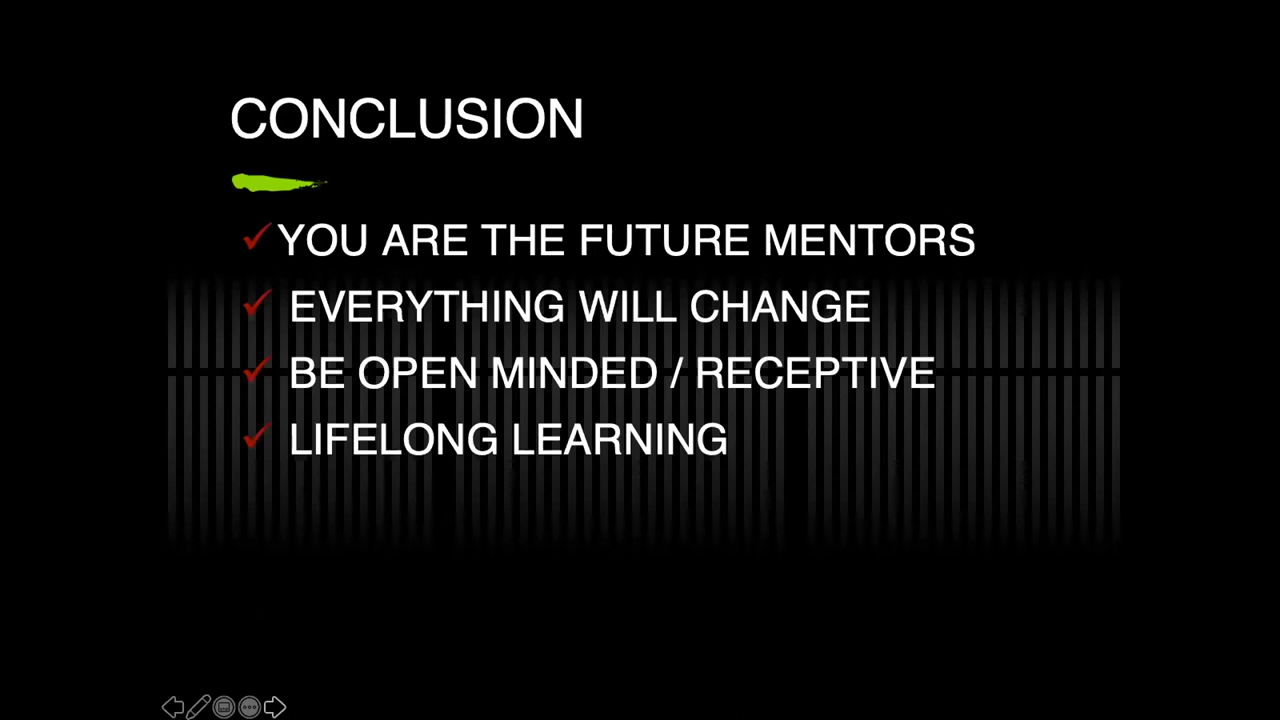 CONCLUSION
YOU ARE THE FUTURE MENTORS
EVERYTHING WILL CHANGE
BE OPEN MINDED / RECEPTIVE
LIFELONG LEARNING